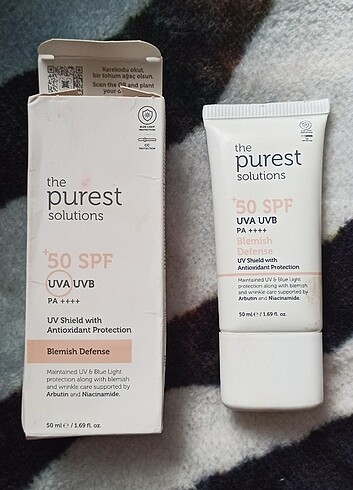 Karekodu okut,
bir tohum ağaç olsun.
Scan the QR and plant
BLUE LIGHT
PROTECTION
the
purest
solutions
+50 SPF
UVA UVB
PA ++++
UV Shield with
Antioxidant Protection
Blemish Defense
Maintained UV & Blue Light
protection along with blemish
and wrinkle care supported by
Arbutin and Niacinamide.
50 ml ℮ / 1.69 fl. oz.
the
purest
solutions
+50 SPF
UVA UVB
PA ++++
Blemish
Defense
UV Shield with
Antioxidant Protection
Maintained UV & Blue Light
protection along with blemish
and wrinkle care supported by
Arbutin and Niacinamide.
50 ml ℮ / 1.69 fl. oz.